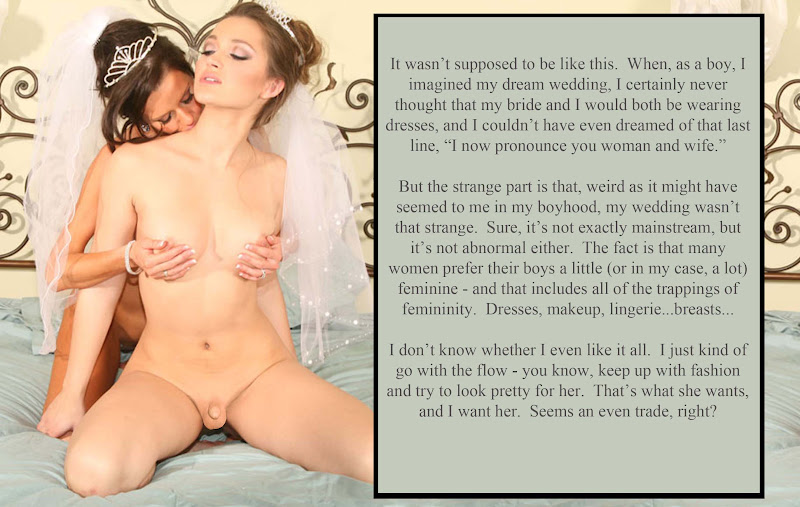 It wasn’t supposed to be like this.  When, as a boy, I
imagined my dream wedding, I certainly never
thought that my bride and I would both be wearing
dresses, and I couldn’t have even dreamed of that last
line, “I now pronounce you woman and wife.”
But the strange part is that, weird as it might have
seemed to me in my boyhood, my wedding wasn’t
that strange.  Sure, it’s not exactly mainstream, but
it’s not abnormal either.  The fact is that many
women prefer their boys a little (or in my case, a lot)
feminine - and that includes all of the trappings of
femininity.  Dresses, makeup, lingerie...breasts...
I don’t know whether I even like it all.  I just kind of
go with the flow - you know, keep up with fashion
and try to look pretty for her.  That’s what she wants,
and I want her.  Seems an even trade, right?